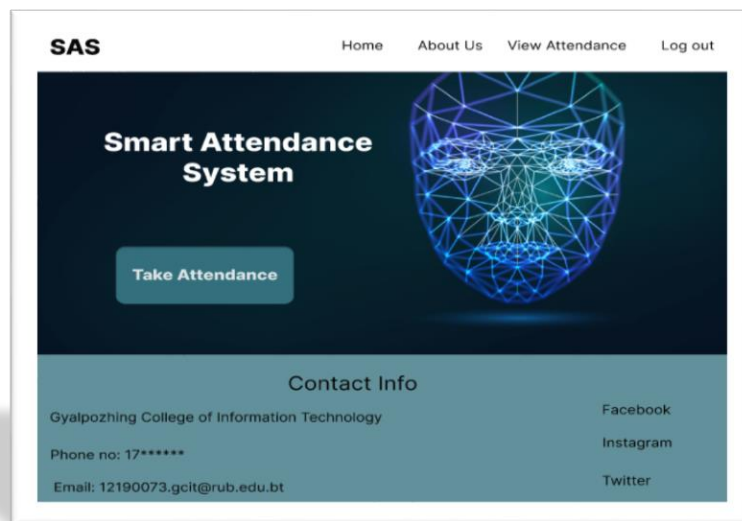 SAS
Home About Us View Attendance Log out
Smart Attendance
System
Take Attendance
Contact Info
Gyalpozhing College of Information Technology
Phone no: 17******
Email: 12190073.gcit@rub.edu.bt
Facebook
Instagram
Twitter